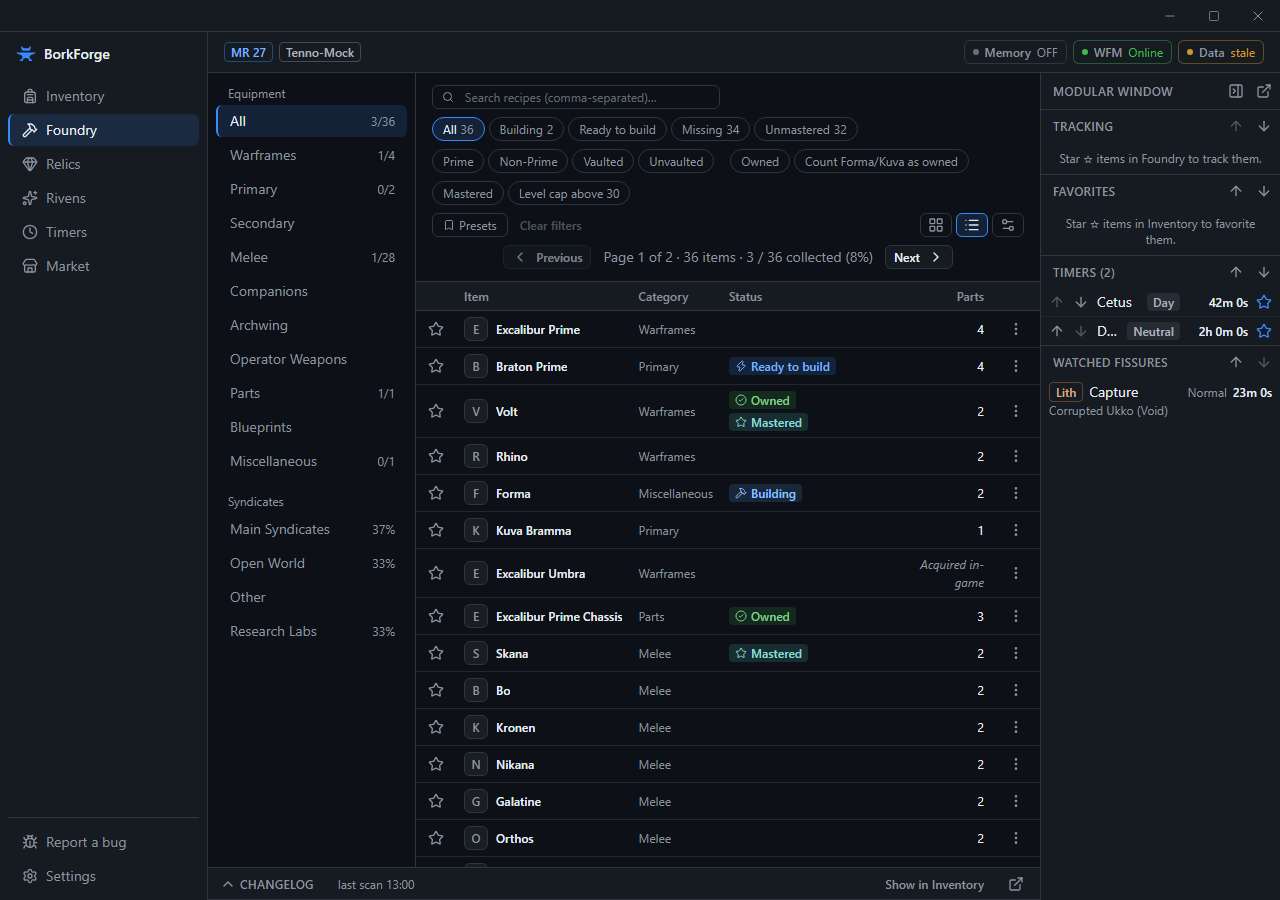 BorkForge
Inventory
Foundry
Relics
Rivens
Timers
Market
Report a bug
Settings
MR 27
Tenno-Mock
Memory OFF
WFM Online
Data stale
Equipment
All 3/36
Warframes 1/4
Primary 0/2
Secondary
Melee 1/28
Companions
Archwing
Operator Weapons
Parts 1/1
Blueprints
Miscellaneous 0/1
Syndicates
Main Syndicates 37%
Open World 33%
Other
Research Labs 33%
Search recipes (comma-separated)...
All 36 Building 2 Ready to build Missing 34 Unmastered 32
Prime Non-Prime Vaulted Unvaulted Owned Count Forma/Kuva as owned
Mastered Level cap above 30
Presets Clear filters
Previous Page 1 of 2 · 36 items · 3 / 36 collected (8%) Next
Item Category Status Parts
E Excalibur Prime Warframes 4
B Braton Prime Primary Ready to build 4
V Volt Warframes Owned Mastered 2
R Rhino Warframes 2
F Forma Miscellaneous Building 2
K Kuva Bramma Primary 1
E Excalibur Umbra Warframes Acquired in-
game
E Excalibur Prime Chassis Parts Owned 3
S Skana Melee Mastered 2
B Bo Melee 2
K Kronen Melee 2
N Nikana Melee 2
G Galatine Melee 2
O Orthos Melee 2
CHANGELOG last scan 13:00 Show in Inventory
MODULAR WINDOW
TRACKING
Star ☆ items in Foundry to track them.
FAVORITES
Star ☆ items in Inventory to favorite
them.
TIMERS (2)
Cetus Day 42m 0s
D... Neutral 2h 0m 0s
WATCHED FISSURES
Lith Capture Normal 23m 0s
Corrupted Ukko (Void)